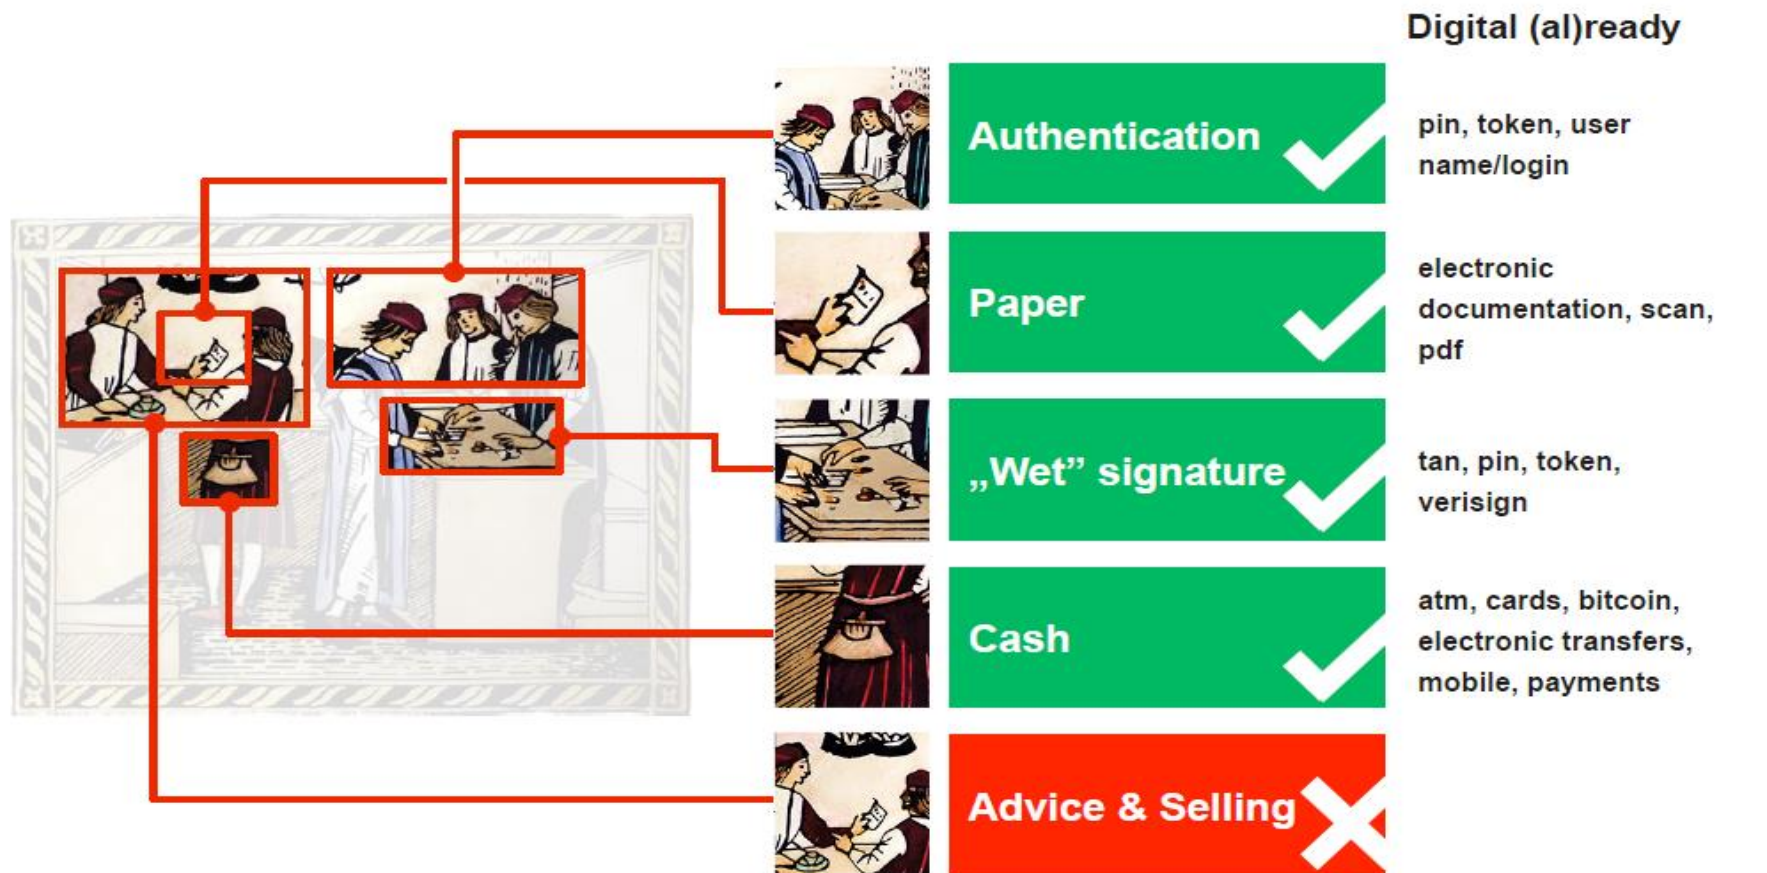 Digital (al)ready
Authentication
pin, token, user
name/login
Paper
electronic
documentation, scan,
pdf
„Wet” signature
tan, pin, token,
verisign
Cash
atm, cards, bitcoin,
electronic transfers,
mobile, payments
Advice & Selling